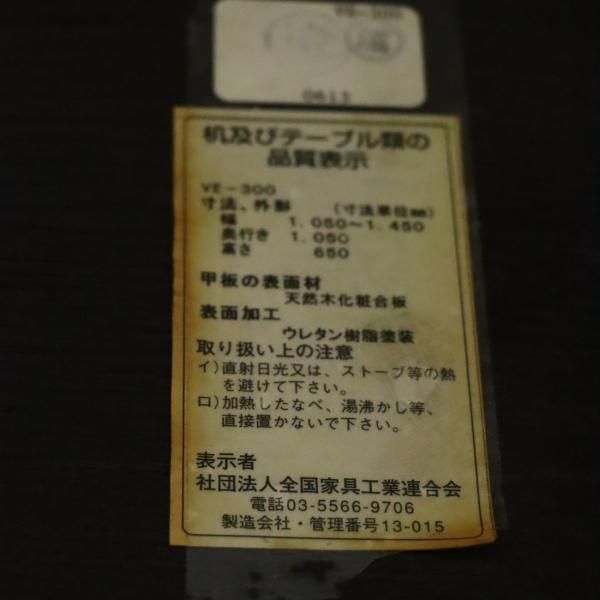 VE-300
0613
机及びテーブル類の
品質表示
VE-300
寸法、外形 (寸法単位㎜)
幅 1.050~1.450
奥行き 1.050
高さ 650
甲板の表面材
天然木化粧合板
表面加工
ウレタン樹脂塗装
取り扱い上の注意
イ)直射日光又は、ストーブ等の熱
を避けて下さい。
ロ)加熱したなべ、湯沸かし等、
直接置かないで下さい。
表示者
社団法人全国家具工業連合会
電話03-5566-9706
製造会社・管理番号13-015